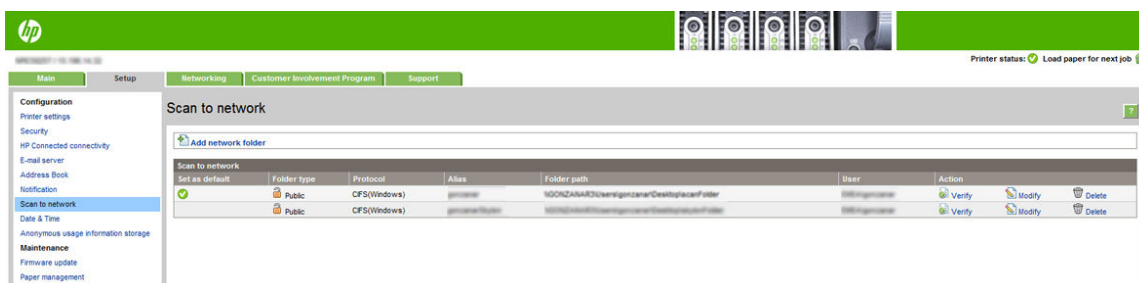 hp
Printer status: Load paper for next job
Main Setup Networking Customer Involvement Program Support
Configuration
Printer settings
Security
HP Connected connectivity
E-mail server
Address Book
Notification
Scan to network
Date & Time
Anonymous usage information storage
Maintenance
Firmware update
Paper management
Scan to network
?
Add network folder
Scan to network
Set as default Folder type Protocol Alias Folder path User Action
Public CIFS(Windows) Verify Modify Delete
Public CIFS(Windows) Verify Modify Delete